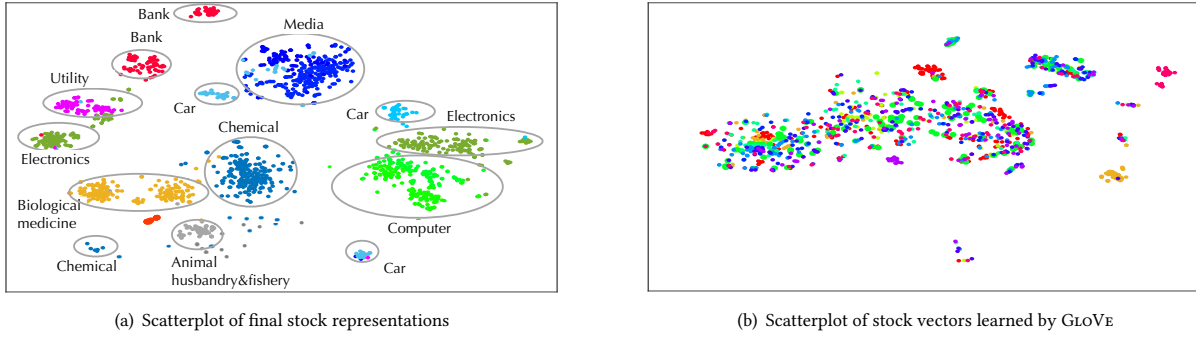 Bank
Media
Bank
Utility
Car
Car
Electronics
Chemical
Electronics
Biological
medicine
Computer
Chemical
Animal
husbandry&fishery
Car
(a) Scatterplot of final stock representations
(b) Scatterplot of stock vectors learned by GloVe